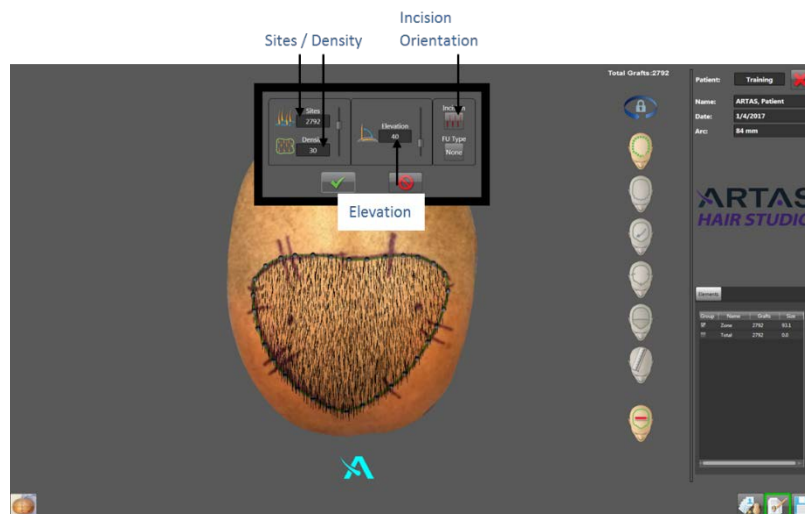 Incision
Sites / Density
Orientation
Total Grafts:2792
Patient:
Training
Name:
ARTAS, Patient
Date:
1/4/2017
Arc:
84 mm
Sites
2792
Density
30
Elevation
40
Incision
FU Type
None
Elevation
ARTAS
HAIR STUDIO
Elements
Group Name Grafts Size
Zone 2792 93.1
Total 2792 0.0